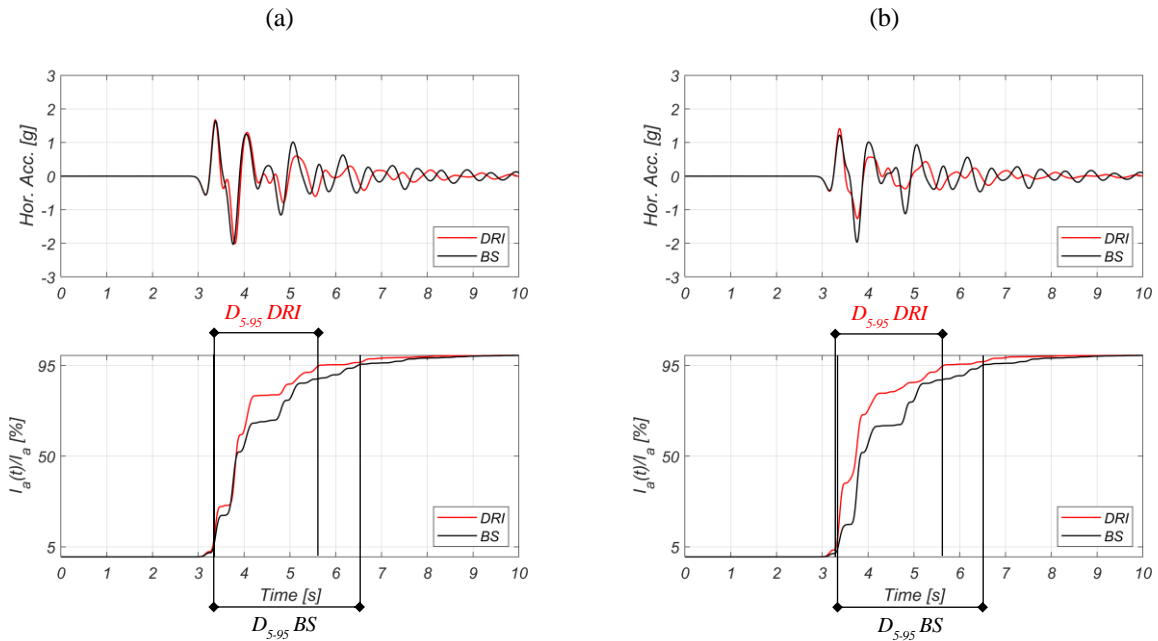 (a)
(b)
3
2
1
0
-1
-2
-3
Hor. Acc. [g]
DRI
BS
0 1 2 3 4 5 6 7 8 9 10
3
2
1
0
-1
-2
-3
Hor. Acc. [g]
DRI
BS
0 1 2 3 4 5 6 7 8 9 10
D5-95 DRI
95
50
5
Ia(t)/Ia [%]
DRI
BS
0 1 2 3 4 5 6 7 8 9 10
Time [s]
D5-95 BS
D5-95 DRI
95
50
5
Ia(t)/Ia [%]
DRI
BS
0 1 2 3 4 5 6 7 8 9 10
Time [s]
D5-95 BS